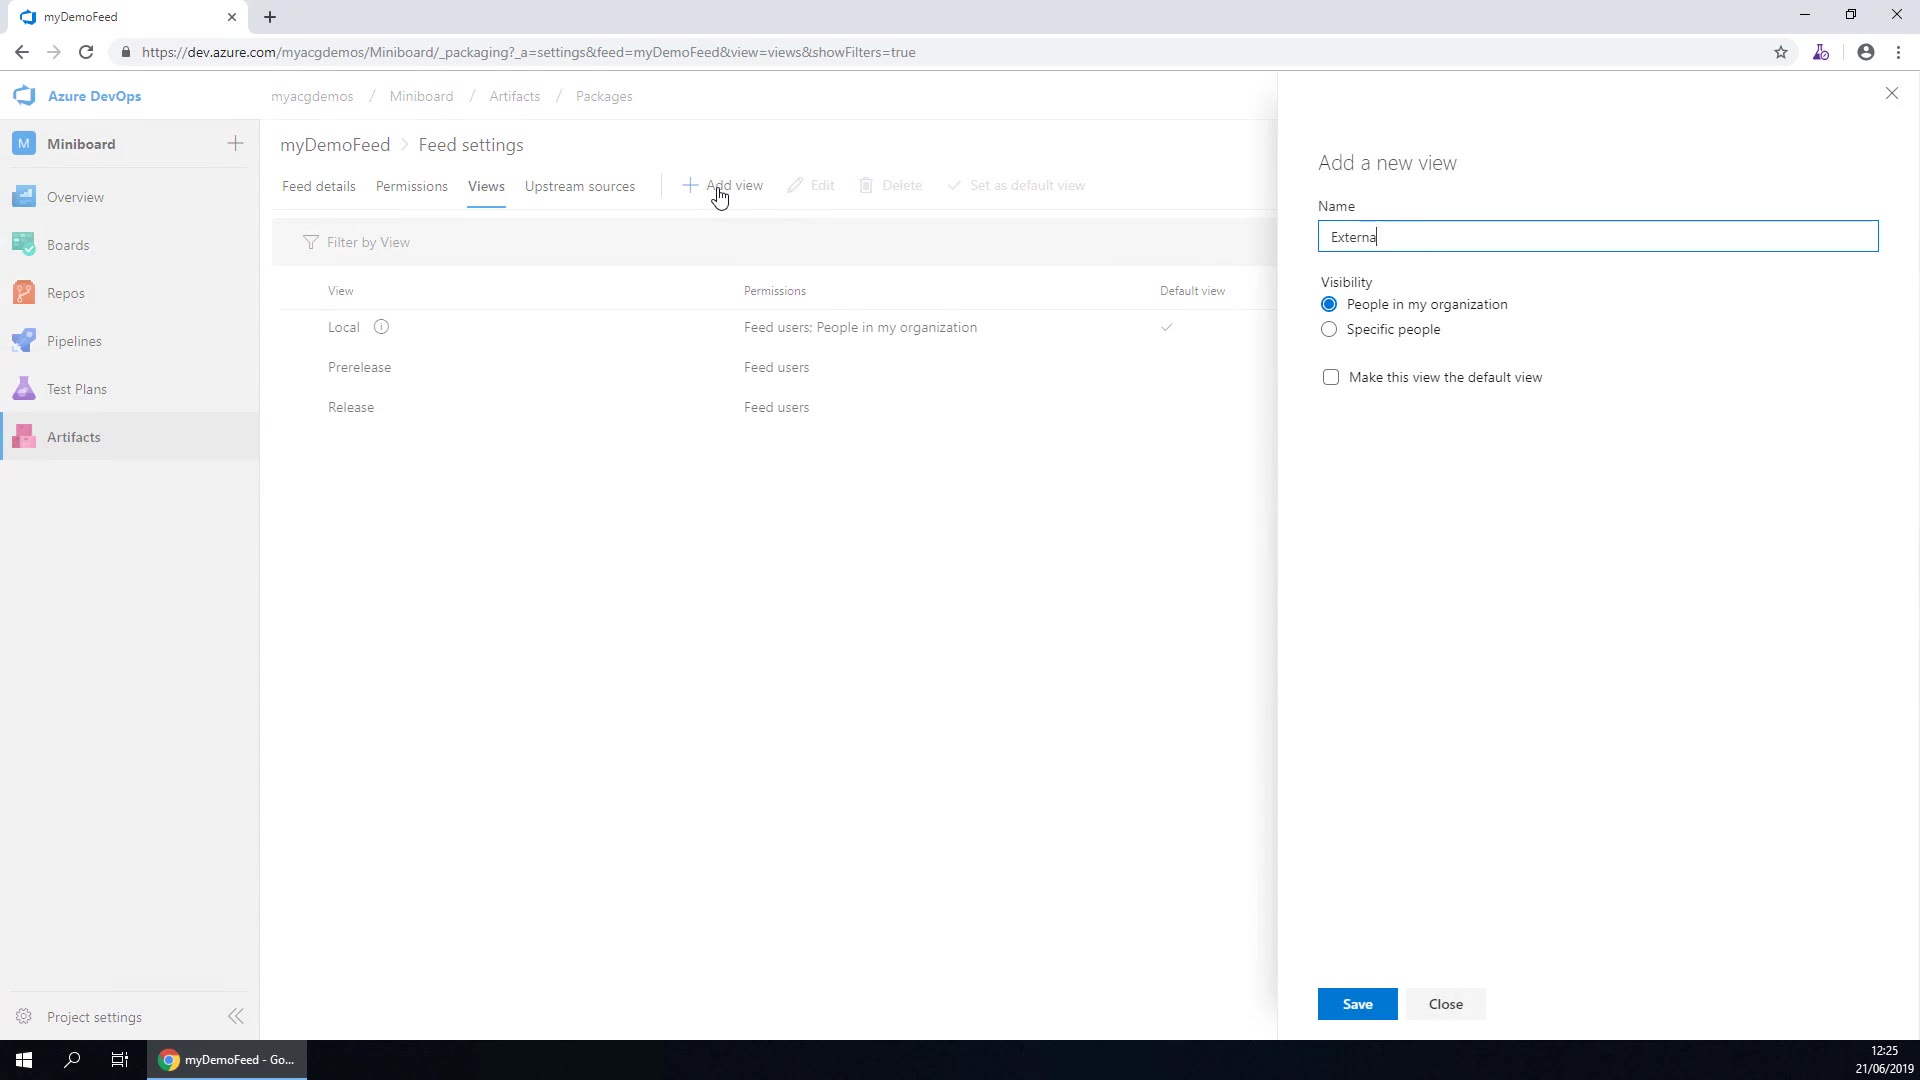 myDemoFeed
https://dev.azure.com/myacgdemos/Miniboard/_packaging?_a=settings&feed=myDemoFeed&view=views&showFilters=true
Azure DevOps
myacgdemos / Miniboard / Artifacts / Packages
M Miniboard
Overview
Boards
Repos
Pipelines
Test Plans
Artifacts
Project settings
myDemoFeed > Feed settings
Feed details Permissions Views Upstream sources Add view Edit Delete Set as default view
Filter by View
View Permissions Default view
Local Feed users; People in my organization
Prerelease Feed users
Release Feed users
Add a new view
Name
Externa
Visibility
People in my organization
Specific people
Make this view the default view
Save Close
myDemoFeed - Go...
12:25
21/06/2019